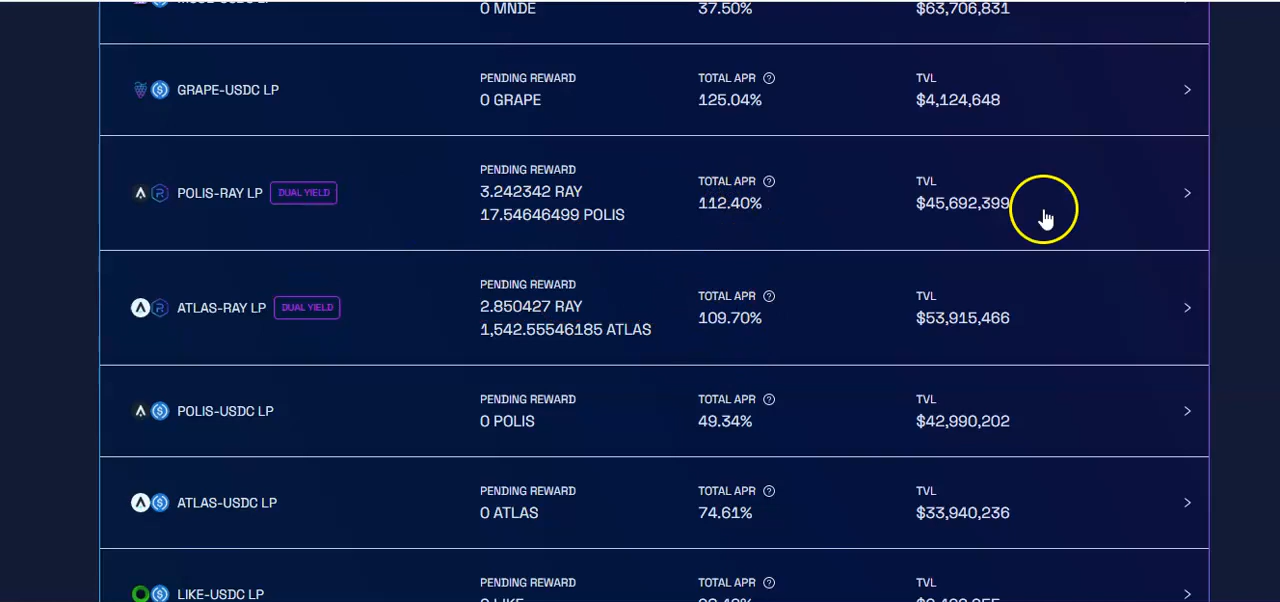 0 MNDE
37.50%
$63,706,831
GRAPE-USDC LP
PENDING REWARD
0 GRAPE
TOTAL APR ?
125.04%
TVL
$4,124,648
POLIS-RAY LP
DUAL YIELD
PENDING REWARD
3.242342 RAY
17.54646499 POLIS
TOTAL APR ?
112.40%
TVL
$45,692,399
ATLAS-RAY LP
DUAL YIELD
PENDING REWARD
2.850427 RAY
1,542.55546185 ATLAS
TOTAL APR ?
109.70%
TVL
$53,915,466
POLIS-USDC LP
PENDING REWARD
0 POLIS
TOTAL APR ?
49.34%
TVL
$42,990,202
ATLAS-USDC LP
PENDING REWARD
0 ATLAS
TOTAL APR ?
74.61%
TVL
$33,940,236
LIKE-USDC LP
PENDING REWARD
0 LIKE
TOTAL APR ?
TVL